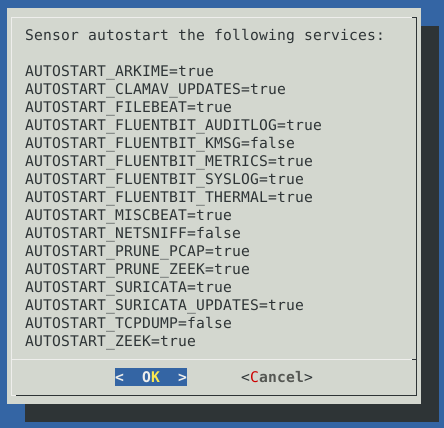 Sensor autostart the following services:
AUTOSTART_ARKIME=true
AUTOSTART_CLAMAV_UPDATES=true
AUTOSTART_FILEBEAT=true
AUTOSTART_FLUENTBIT_AUDITLOG=true
AUTOSTART_FLUENTBIT_KMSG=false
AUTOSTART_FLUENTBIT_METRICS=true
AUTOSTART_FLUENTBIT_SYSLOG=true
AUTOSTART_FLUENTBIT_THERMAL=true
AUTOSTART_MISCBEAT=true
AUTOSTART_NETSNIFF=false
AUTOSTART_PRUNE_PCAP=true
AUTOSTART_PRUNE_ZEEK=true
AUTOSTART_SURICATA=true
AUTOSTART_SURICATA_UPDATES=true
AUTOSTART_TCPDUMP=false
AUTOSTART_ZEEK=true
<  OK  > <Cancel>